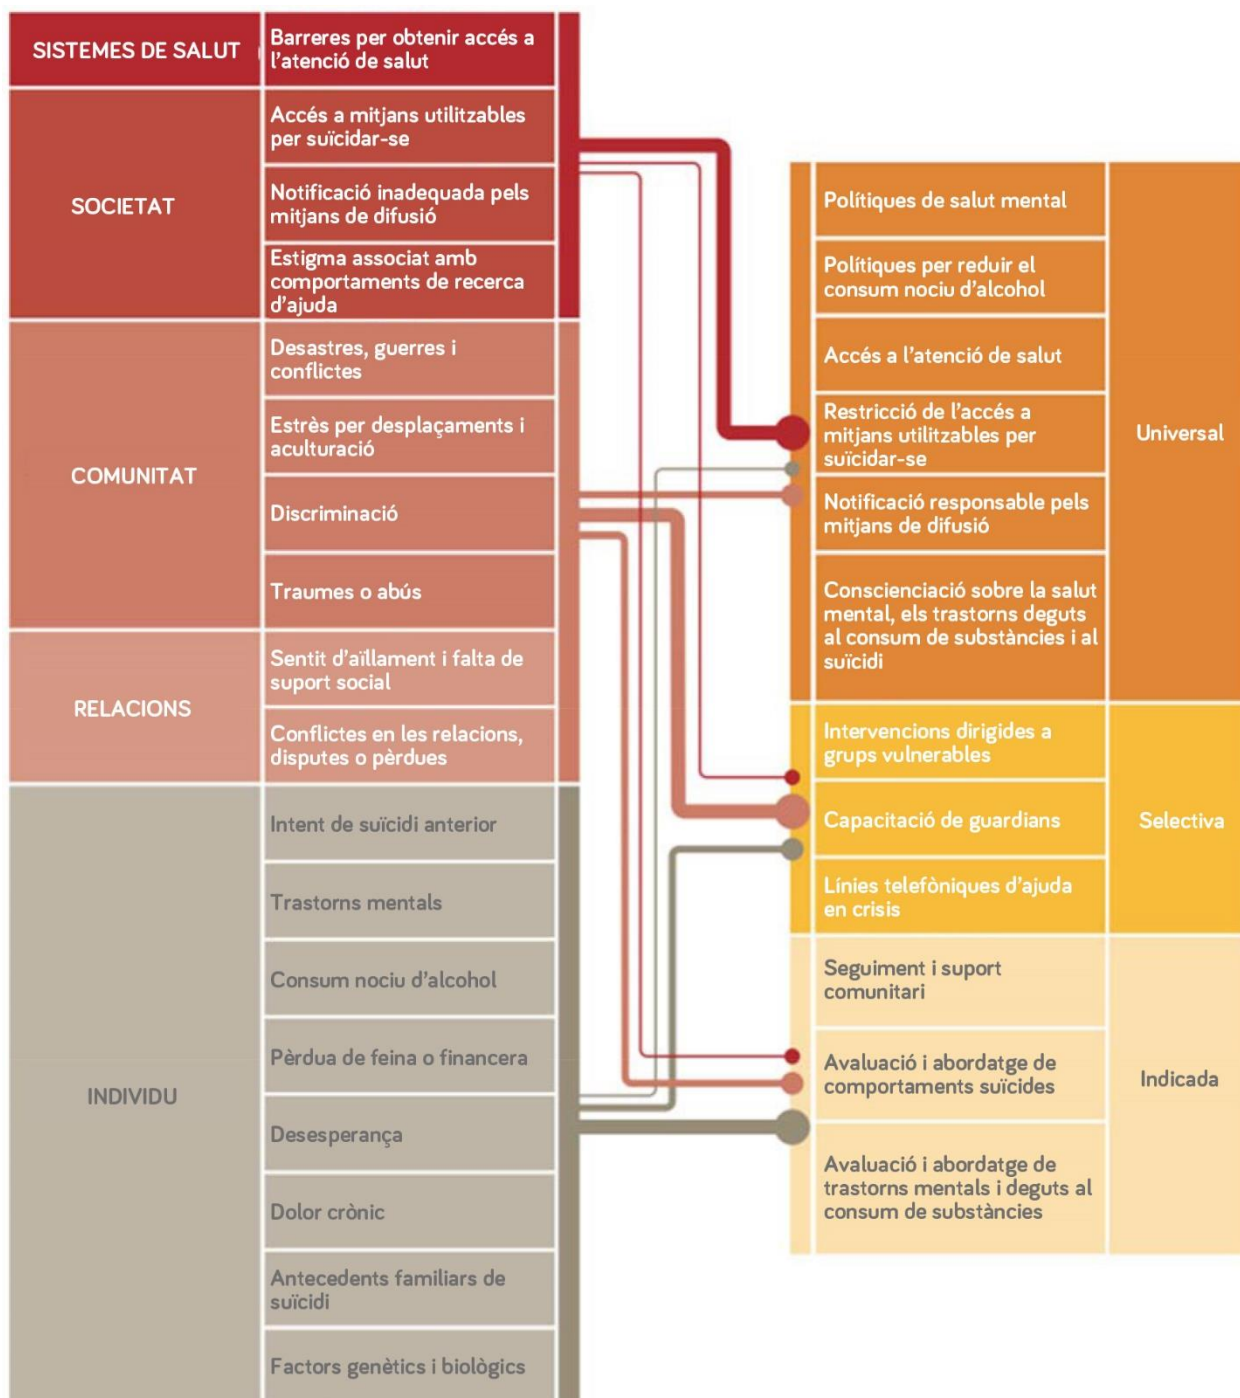 SISTEMES DE SALUT
Barreres per obtenir accés a
l'atenció de salut
SOCIETAT
Accés a mitjans utilitzables
per suïcidar-se
Notificació inadequada pels
mitjans de difusió
Estigma associat amb
comportaments de recerca
d'ajuda
COMUNITAT
Desastres, guerres i
conflictes
Estrès per desplaçaments i
aculturació
Discriminació
Traumes o abús
RELACIONS
Sentit d'aïllament i falta de
suport social
Conflictes en les relacions,
disputes o pèrdues
INDIVIDU
Intent de suïcidi anterior
Trastorns mentals
Consum nociu d'alcohol
Pèrdua de feina o financera
Desesperança
Dolor crònic
Antecedents familiars de
suïcidi
Factors genètics i biològics
Polítiques de salut mental
Polítiques per reduir el
consum nociu d'alcohol
Accés a l'atenció de salut
Restricció de l'accés a
mitjans utilitzables per
suïcidar-se
Notificació responsable pels
mitjans de difusió
Conscienciació sobre la salut
mental, els trastorns deguts
al consum de substàncies i al
suïcidi
Universal
Intervencions dirigides a
grups vulnerables
Capacitació de guardians
Línies telefòniques d'ajuda
en crisis
Selectiva
Seguiment i suport
comunitari
Avaluació i abordatge de
comportaments suïcides
Avaluació i abordatge de
trastorns mentals i deguts al
consum de substàncies
Indicada